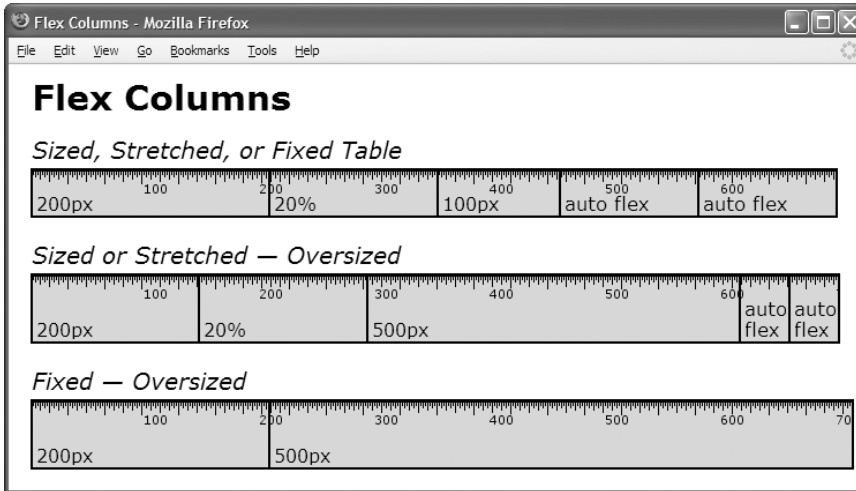 Flex Columns - Mozilla Firefox
File Edit View Go Bookmarks Tools Help
Flex Columns
Sized, Stretched, or Fixed Table
100 200 300 400 500 600
200px 20% 100px auto flex auto flex
Sized or Stretched — Oversized
100 200 300 400 500 600
200px 20% 500px auto flex auto flex
Fixed — Oversized
100 200 300 400 500 600 70
200px 500px